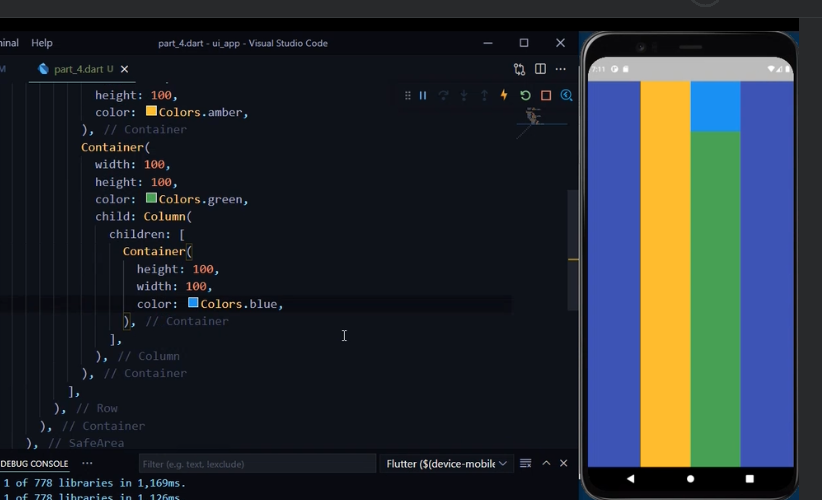 minal Help part_4.dart - ui_app - Visual Studio Code
M part_4.dart U
height: 100,
color: Colors.amber,
), // Container
Container(
width: 100,
height: 100,
color: Colors.green,
child: Column(
children: [
Container(
height: 100,
width: 100,
color: Colors.blue,
), // Container
],
), // Column
), // Container
],
), // Row
), // Container
), // SafeArea
DEBUG CONSOLE ... Filter (e.g. text, !exclude) Flutter ($(device-mobile
1 of 778 libraries in 1,169ms.
1 of 778 libraries in 1,126ms.